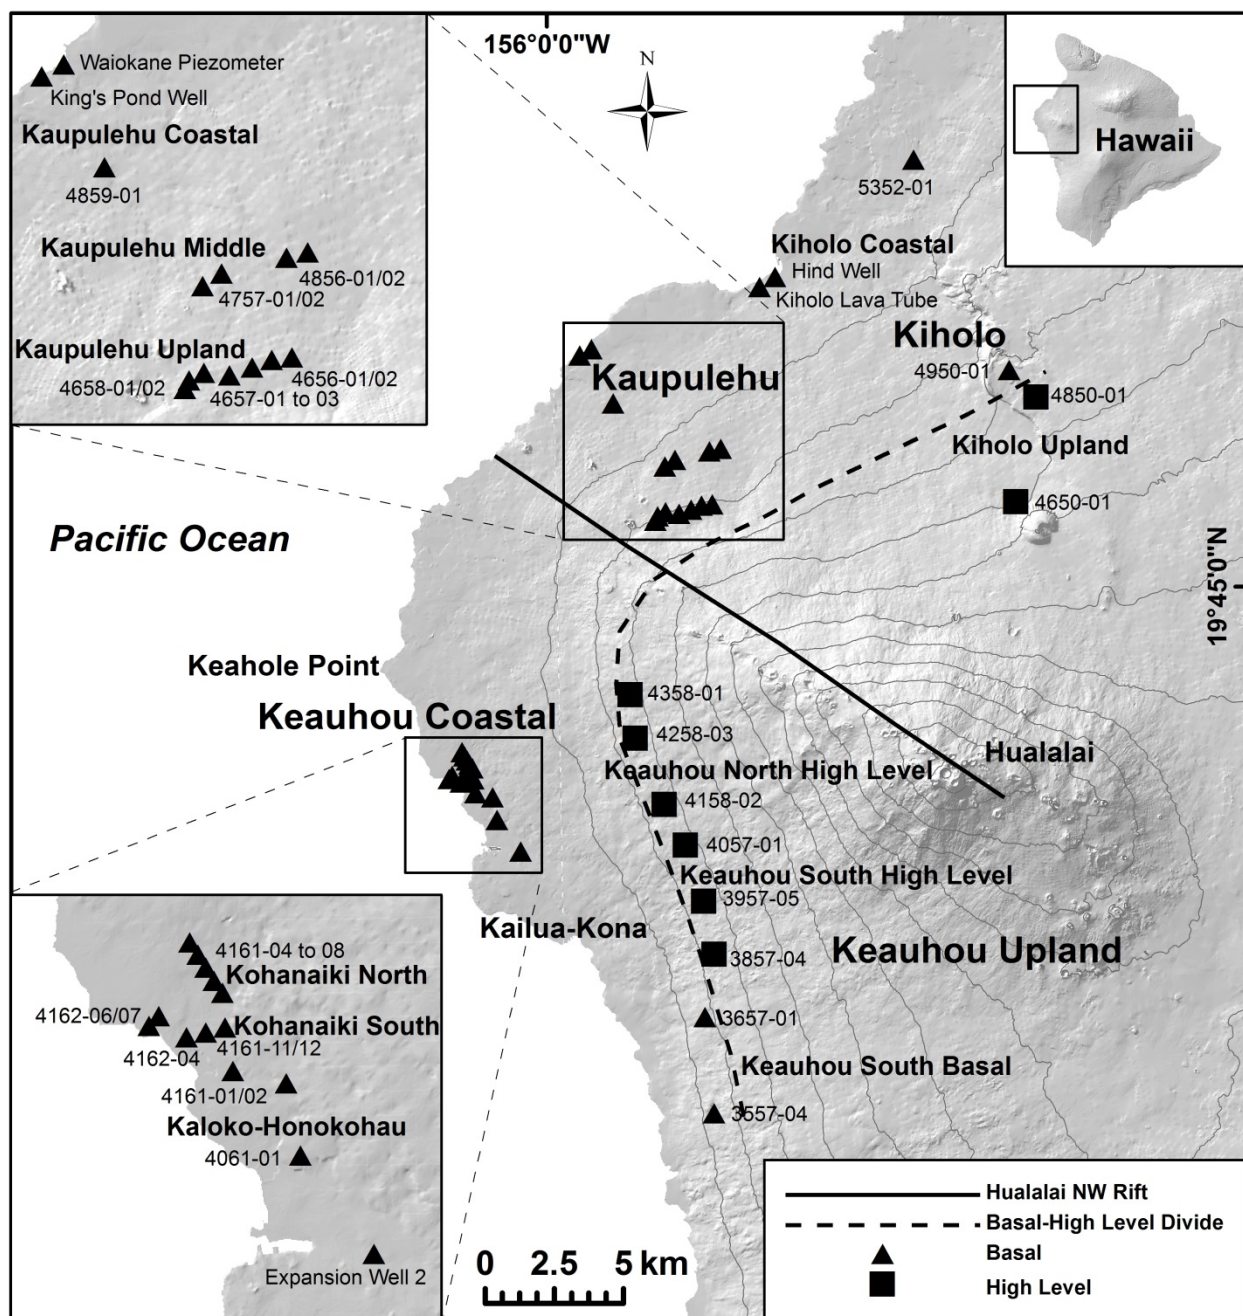 156°0'0"W
N
Waiokane Piezometer
King's Pond Well
Kaupulehu Coastal
4859-01
Kaupulehu Middle
4856-01/02
4757-01/02
Kaupulehu Upland
4658-01/02
4656-01/02
4657-01 to 03
Hawaii
5352-01
Kiholo Coastal
Hind Well
Kiholo Lava Tube
Kiholo
Kaupulehu
4950-01
4850-01
Kiholo Upland
4650-01
Pacific Ocean
19°45'0"N
Keahole Point
4358-01
Keauhou Coastal
4258-03
Hualalai
Keauhou North High Level
4158-02
4057-01
Keauhou South High Level
3957-05
Kailua-Kona
Keauhou Upland
3857-04
3657-01
Keauhou South Basal
3557-04
4161-04 to 08
Kohanaiki North
4162-06/07
Kohanaiki South
4162-04
4161-11/12
4161-01/02
Kaloko-Honokohau
4061-01
Expansion Well 2
0 2.5 5 km
Hualalai NW Rift
Basal-High Level Divide
Basal
High Level